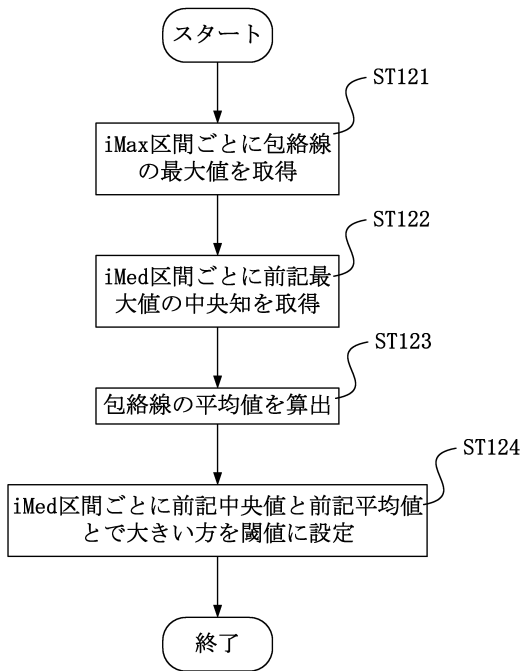 スタート
ST121
iMax区間ごとに包絡線
の最大値を取得
ST122
iMed区間ごとに前記最
大値の中央知を取得
ST123
包絡線の平均値を算出
ST124
iMed区間ごとに前記中央値と前記平均値
とで大きい方を閾値に設定
終了